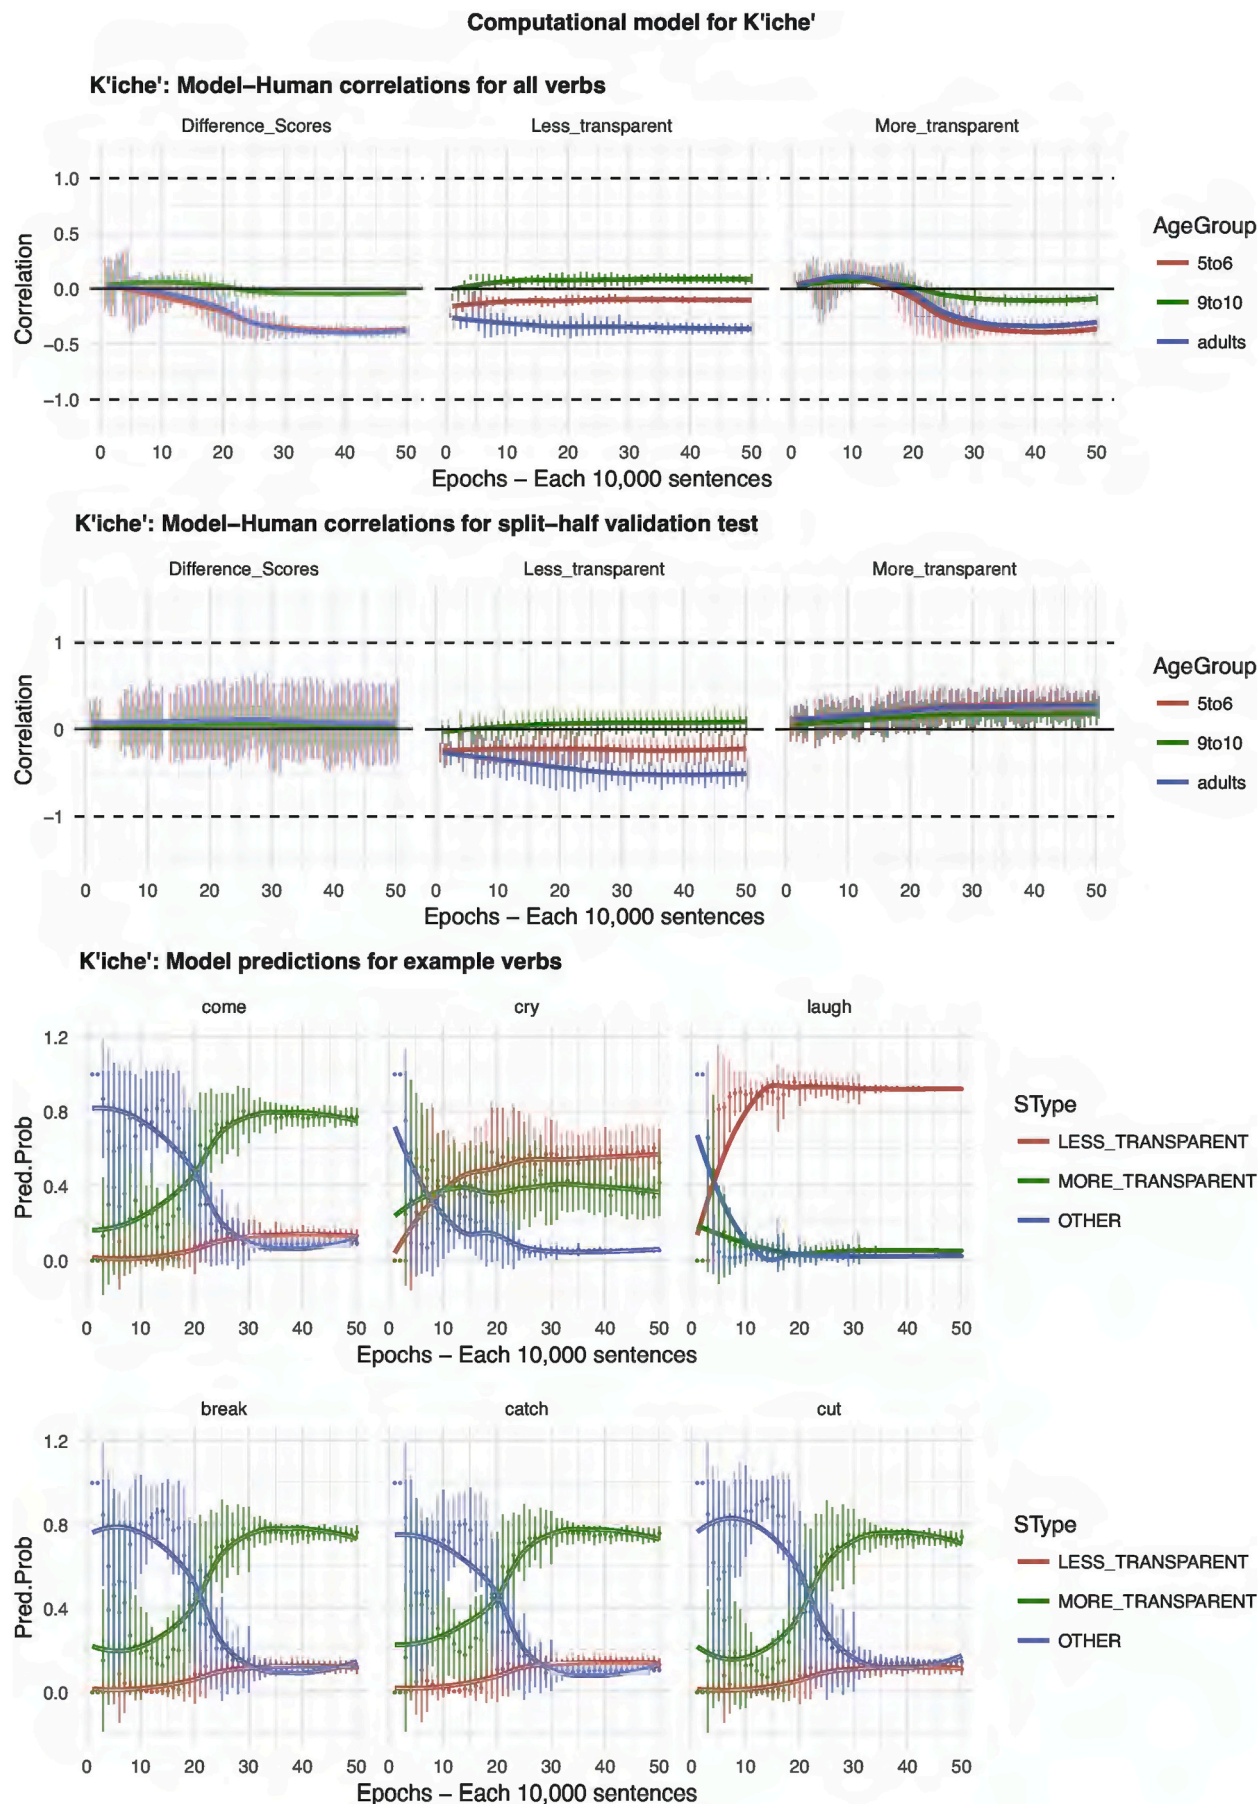 Computational model for K'iche'
K'iche': Model–Human correlations for all verbs
Difference_Scores Less_transparent More_transparent
1.0
0.5
0.0
−0.5
−1.0
Correlation
AgeGroup
5to6
9to10
adults
0 10 20 30 40 50 0 10 20 30 40 50 0 10 20 30 40 50
Epochs – Each 10,000 sentences
K'iche': Model–Human correlations for split–half validation test
Difference_Scores Less_transparent More_transparent
1
0
−1
Correlation
AgeGroup
5to6
9to10
adults
0 10 20 30 40 50 0 10 20 30 40 50 0 10 20 30 40 50
Epochs – Each 10,000 sentences
K'iche': Model predictions for example verbs
come cry laugh
1.2
0.8
0.4
0.0
Pred.Prob
SType
LESS_TRANSPARENT
MORE_TRANSPARENT
OTHER
0 10 20 30 40 50 0 10 20 30 40 50 0 10 20 30 40 50
Epochs – Each 10,000 sentences
break catch cut
1.2
0.8
0.4
0.0
Pred.Prob
SType
LESS_TRANSPARENT
MORE_TRANSPARENT
OTHER
0 10 20 30 40 50 0 10 20 30 40 50 0 10 20 30 40 50
Epochs – Each 10,000 sentences